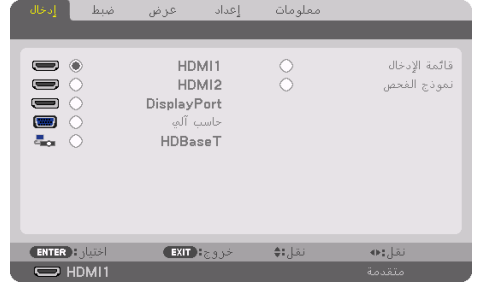 إدخال ضبط عرض إعداد معلومات
HDMI1 قائمة الإدخال
HDMI2 نموذج الفحص
DisplayPort
حاسب آلي
HDBaseT
ENTER :اختيار EXIT :خروج نقل: نقل:
HDMI1 متقدمة